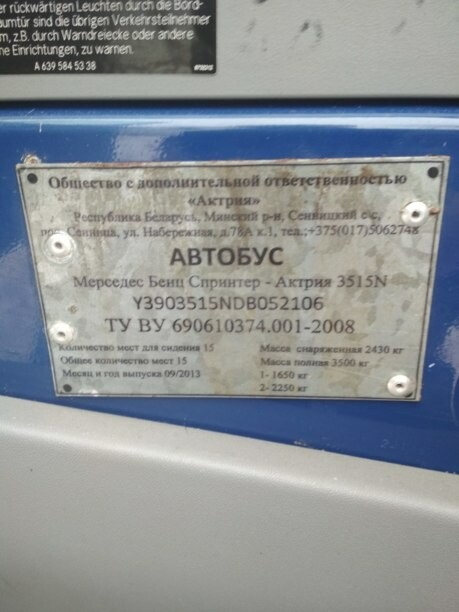 r rückwärtigen Leuchten durch die Bord-
aumtür sind die übrigen Verkehrsteilnehmer
m, z.B. durch Warndreiecke oder andere
ne Einrichtungen, zu warnen.
A 639 584 53 38
Общество с дополнительной ответственностью
«Актрия»
Республика Беларусь, Минский р-н, Сенницкий с/с,
пос. Сеница, ул. Набережная, д.78А к.1, тел.:+375(017)5062748
АВТОБУС
Мерседес Бенц Спринтер - Актрия 3515N
Y3903515NDB052106
ТУ BY 690610374.001-2008
Количество мест для сидения 15
Общее количество мест 15
Месяц и год выпуска 09/2013
Масса снаряженная 2430 кг
Масса полная 3500 кг
1- 1650 кг
2- 2250 кг